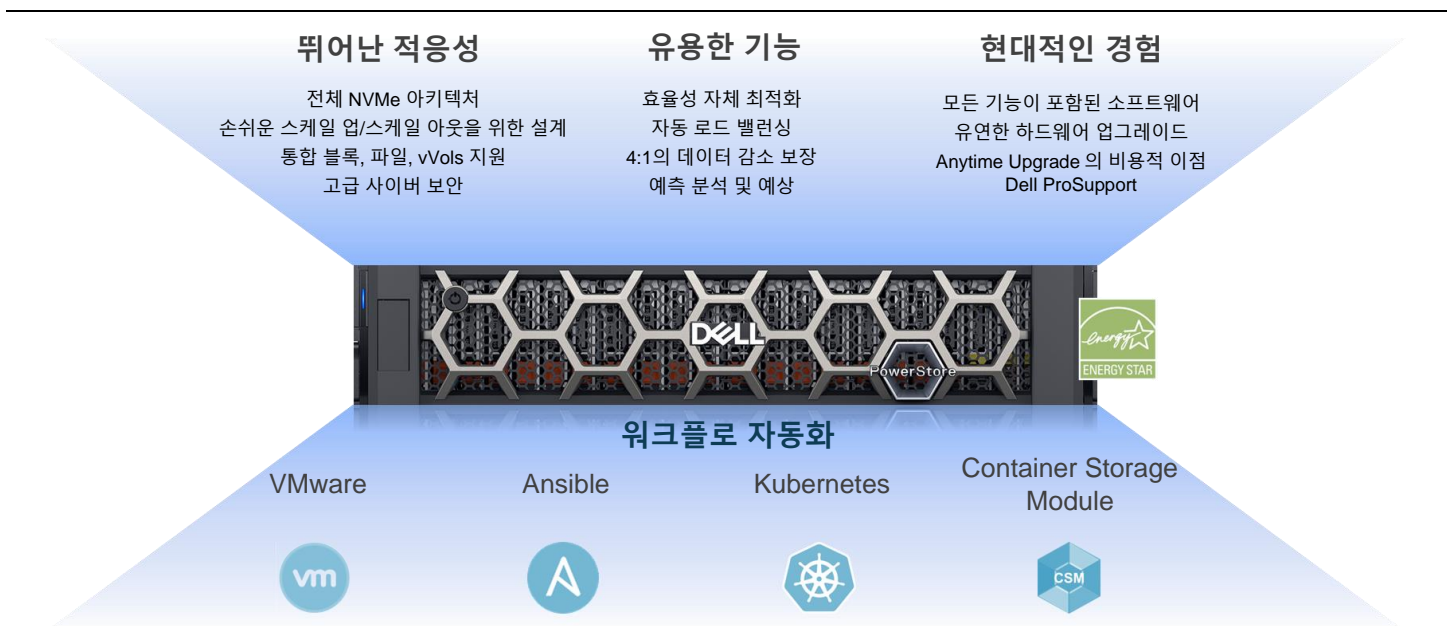 뛰어난 적응성
전체 NVMe 아키텍처
손쉬운 스케일 업/스케일 아웃을 위한 설계
통합 블록, 파일, vVols 지원
고급 사이버 보안
유용한 기능
효율성 자체 최적화
자동 로드 밸런싱
4:1의 데이터 감소 보장
예측 분석 및 예상
현대적인 경험
모든 기능이 포함된 소프트웨어
유연한 하드웨어 업그레이드
Anytime Upgrade 의 비용적 이점
Dell ProSupport
DELL
PowerStore
energy
ENERGY STAR
워크플로 자동화
VMware
Ansible
Kubernetes
Container Storage
Module
vm
A
CSM